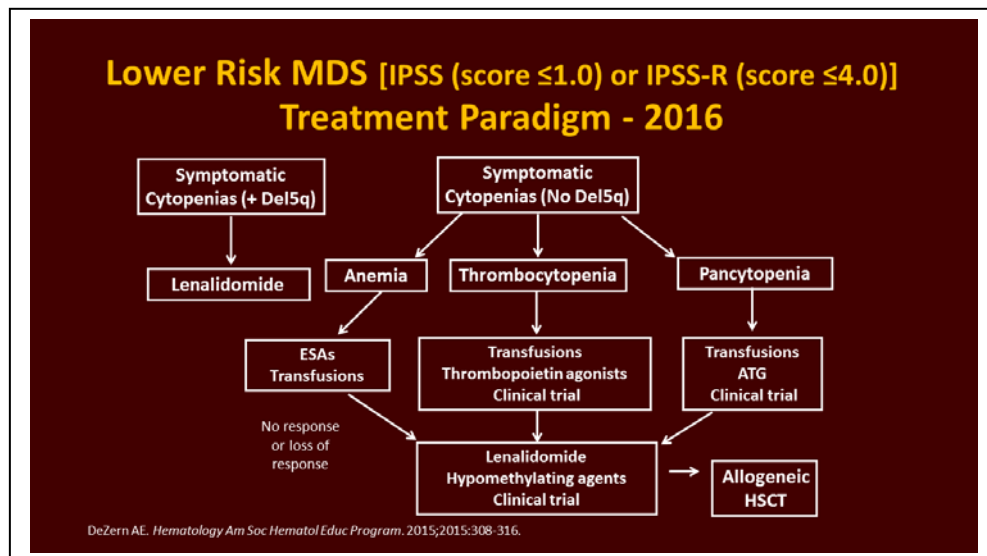 Lower Risk MDS [IPSS (score ≤1.0) or IPSS-R (score ≤4.0)]
Treatment Paradigm - 2016
Symptomatic
Cytopenias (+ Del5q)
Symptomatic
Cytopenias (No Del5q)
Lenalidomide
Anemia
Thrombocytopenia
Pancytopenia
ESAs
Transfusions
Transfusions
Thrombopoietin agonists
Clinical trial
Transfusions
ATG
Clinical trial
No response
or loss of
response
Lenalidomide
Hypomethylating agents
Clinical trial
Allogeneic
HSCT
DeZern AE. Hematology Am Soc Hematol Educ Program. 2015;2015:308-316.